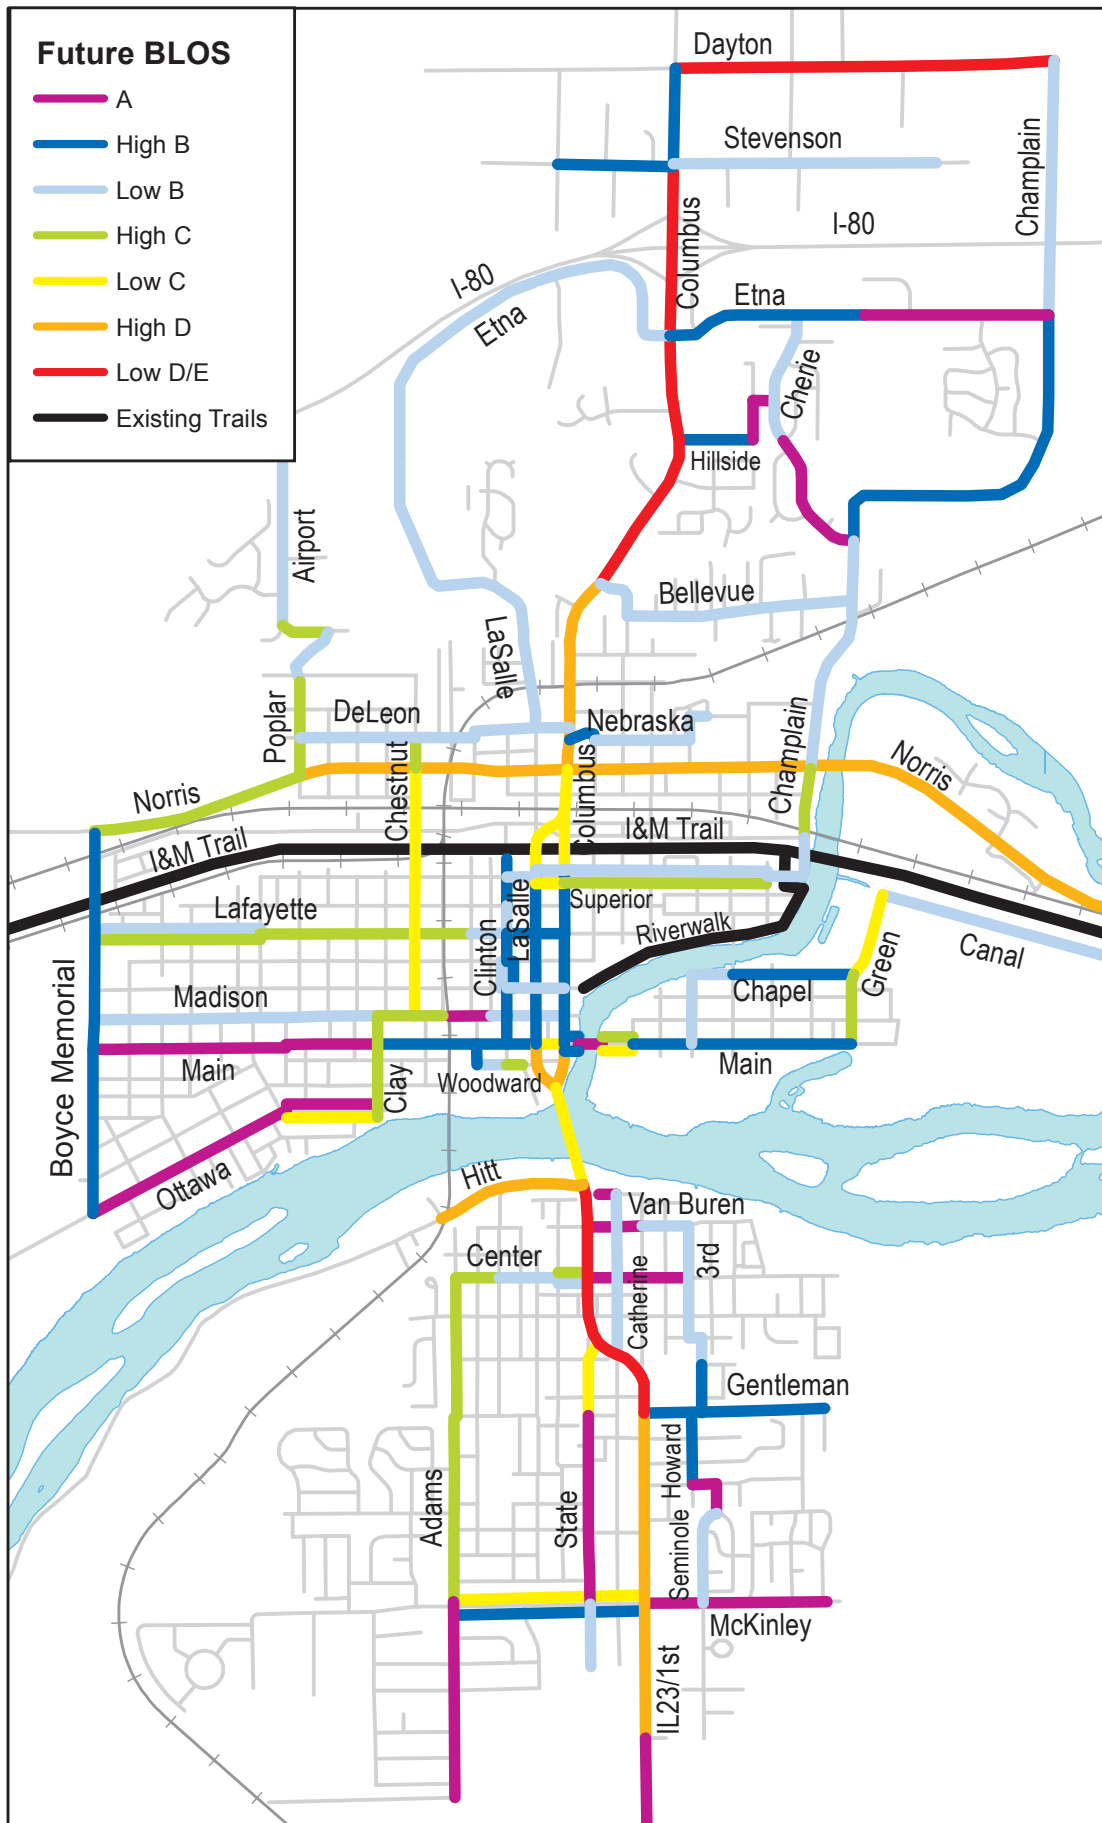 Future BLOS
A
High B
Low B
High C
Low C
High D
Low D/E
Existing Trails
Dayton
Stevenson
Champlain
Columbus
I-80
I-80
Etna
Etna
Cherie
Hillside
Airport
Bellevue
LaSalle
Poplar
DeLeon
Nebraska
Champlain
Norris
Norris
Chestnut
Columbus
I&M Trail
I&M Trail
Superior
LaSalle
Lafayette
Riverwalk
Clinton
Green
Canal
Madison
Chapel
Boyce Memorial
Main
Main
Clay
Woodward
Ottawa
Hitt
Van Buren
Center
3rd
Catherine
Gentleman
Howard
Adams
State
Seminole
McKinley
IL23/1st